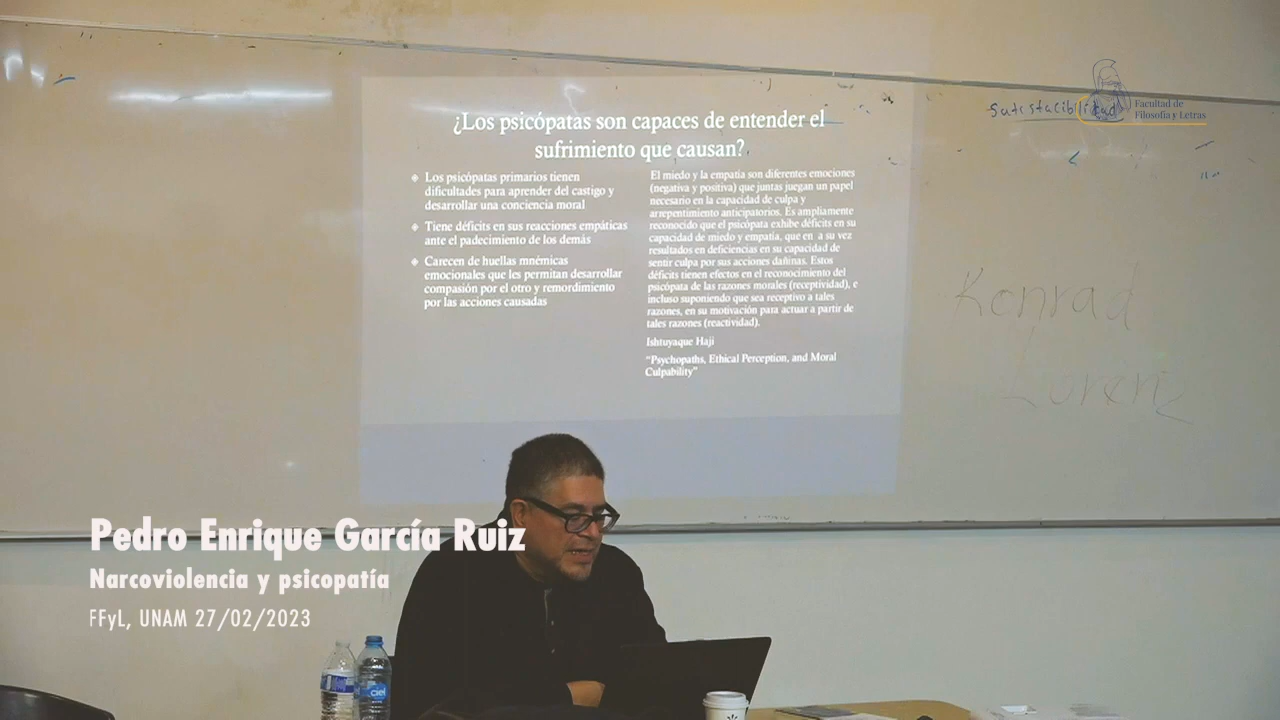 ¿Los psicópatas son capaces de entender el
sufrimiento que causan?
Los psicópatas primarios tienen
dificultades para aprender del castigo y
desarrollar una conciencia moral
Tiene déficits en sus reacciones empáticas
ante el padecimiento de los demás
Carecen de huellas mnémicas
emocionales que les permitan desarrollar
compasión por el otro y remordimiento
por las acciones causadas
El miedo y la empatía son diferentes emociones
(negativa y positiva) que juntas juegan un papel
necesario en la capacidad de culpa y
arrepentimiento anticipatorios. Es ampliamente
reconocido que el psicópata exhibe déficits en su
capacidad de miedo y empatía, que en a su vez
resultados en deficiencias en su capacidad de
sentir culpa por sus acciones dañinas. Estos
déficits tienen efectos en el reconocimiento del
psicópata de las razones morales (receptividad), e
incluso suponiendo que sea receptivo a tales
razones, en su motivación para actuar a partir de
tales razones (reactividad).
Ishtuyaque Haji
“Psychopaths, Ethical Perception, and Moral
Culpability”
Facultad de
Filosofía y Letras
Konrad
Lorenz
Pedro Enrique García Ruiz
Narcoviolencia y psicopatía
FFyL, UNAM 27/02/2023
ciel